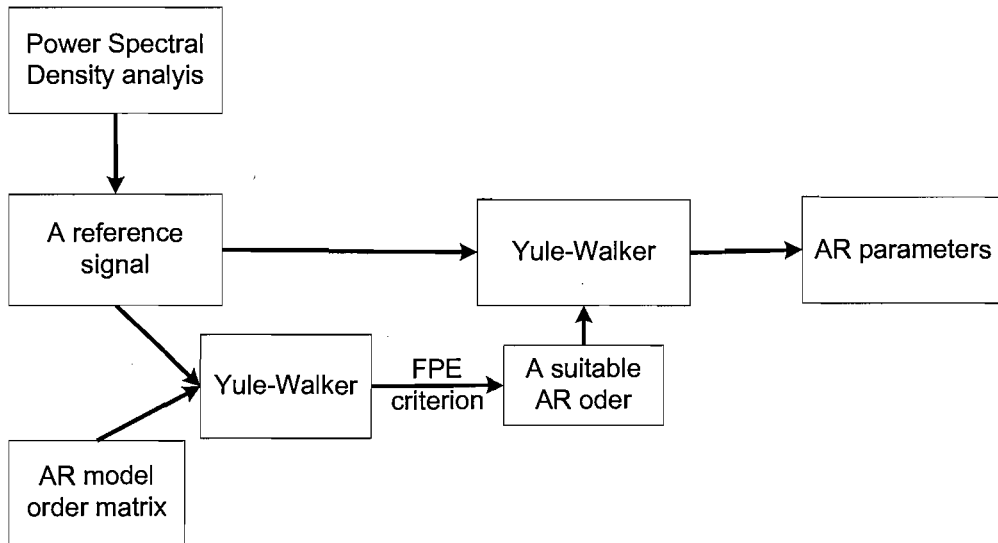 Power Spectral
Density analyis
A reference
signal
Yule-Walker
AR parameters
Yule-Walker
FPE
criterion
A suitable
AR oder
AR model
order matrix